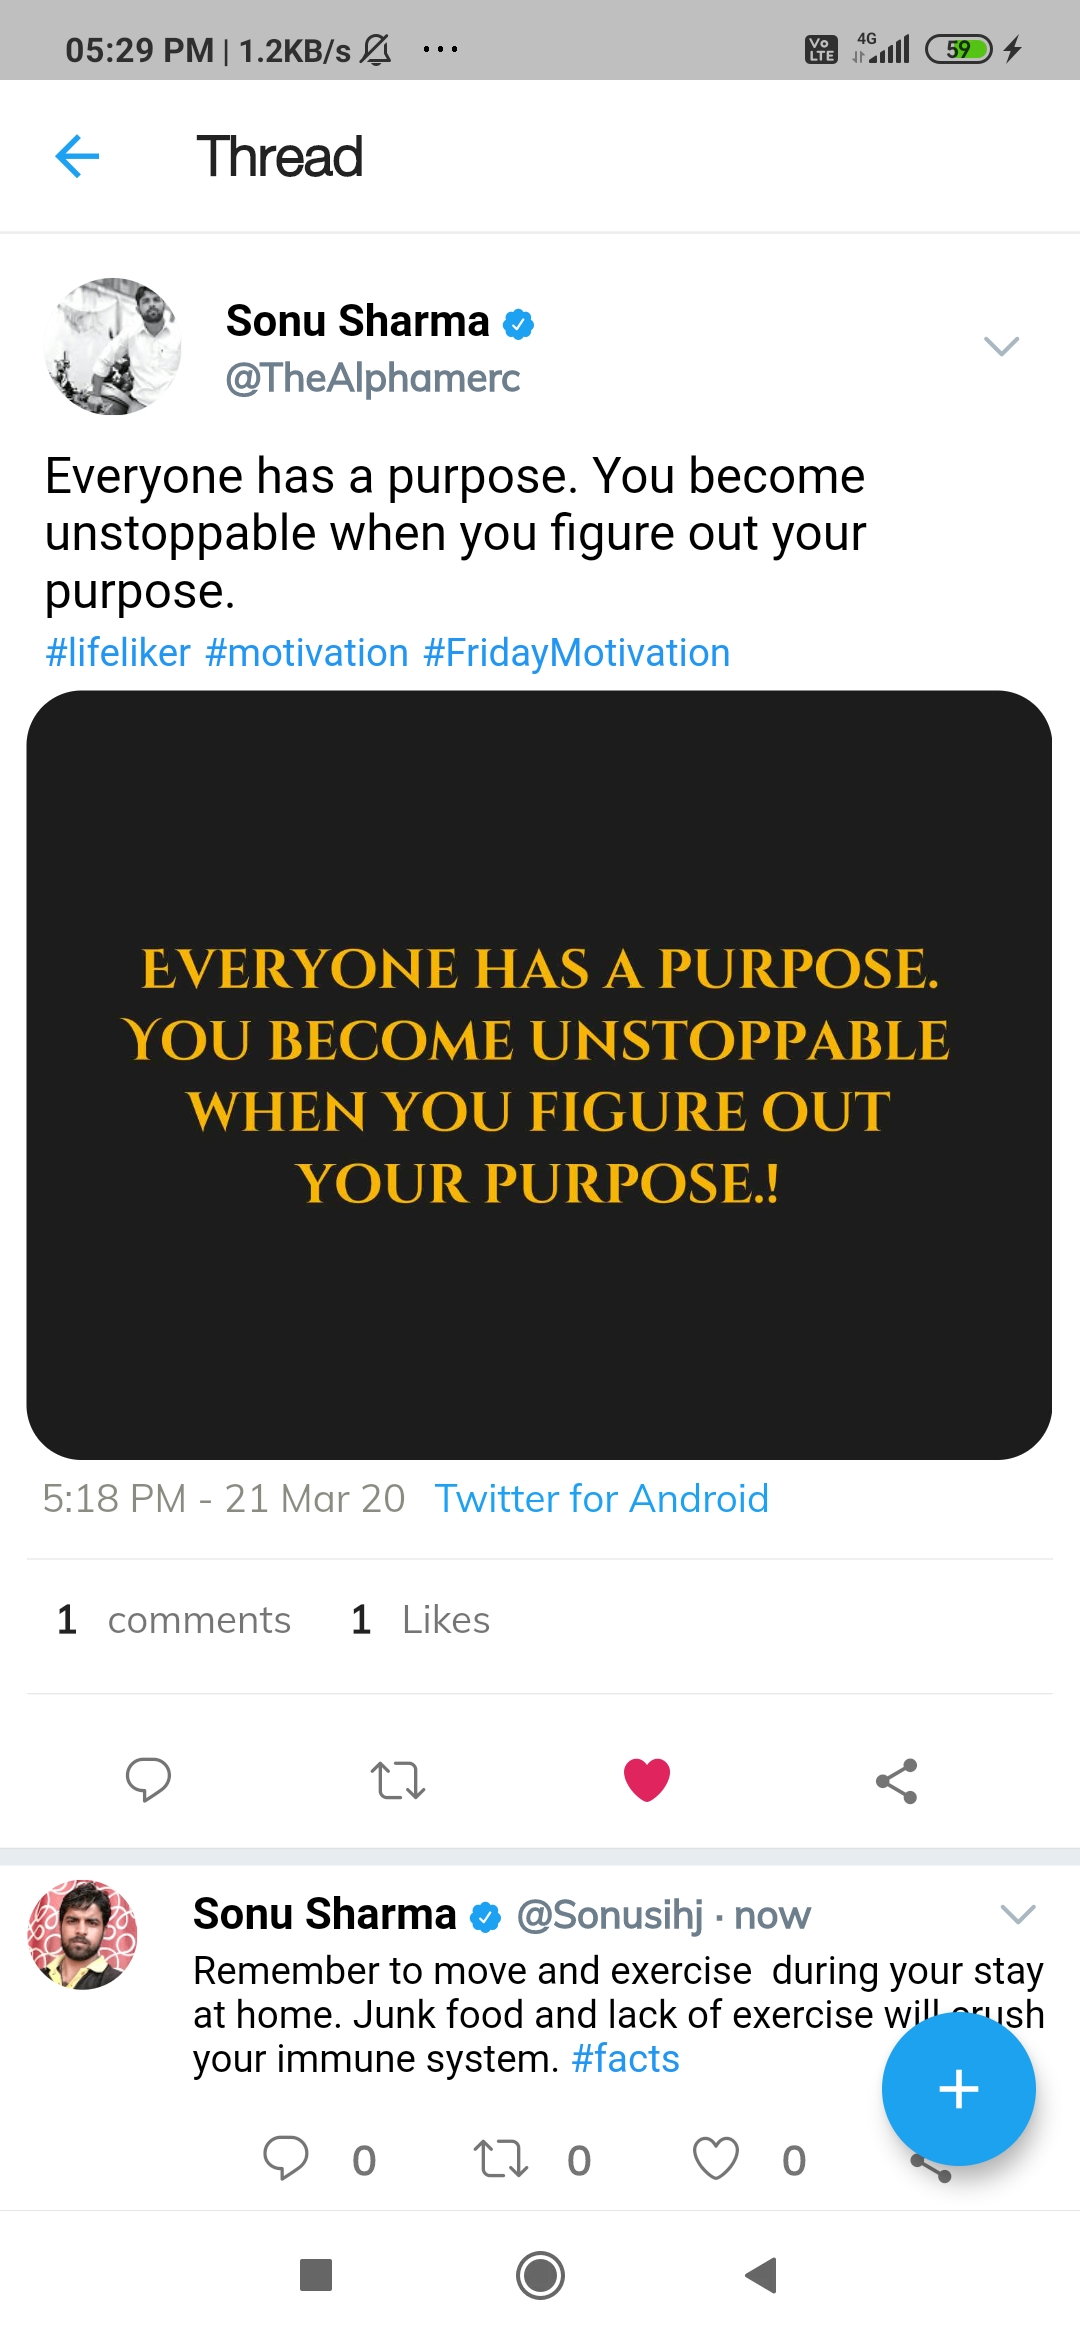 05:29 PM | 1.2KB/s ...
Vo LTE 4G 59
Thread
Sonu Sharma
@TheAlphamerc
Everyone has a purpose. You become
unstoppable when you figure out your
purpose.
#lifeliker #motivation #FridayMotivation
Everyone has a purpose.
You become unstoppable
when you figure out
your purpose.!
5:18 PM - 21 Mar 20 Twitter for Android
1 comments 1 Likes
Sonu Sharma @Sonusihj · now
Remember to move and exercise  during your stay
at home. Junk food and lack of exercise will crush
your immune system. #facts
0 0 0